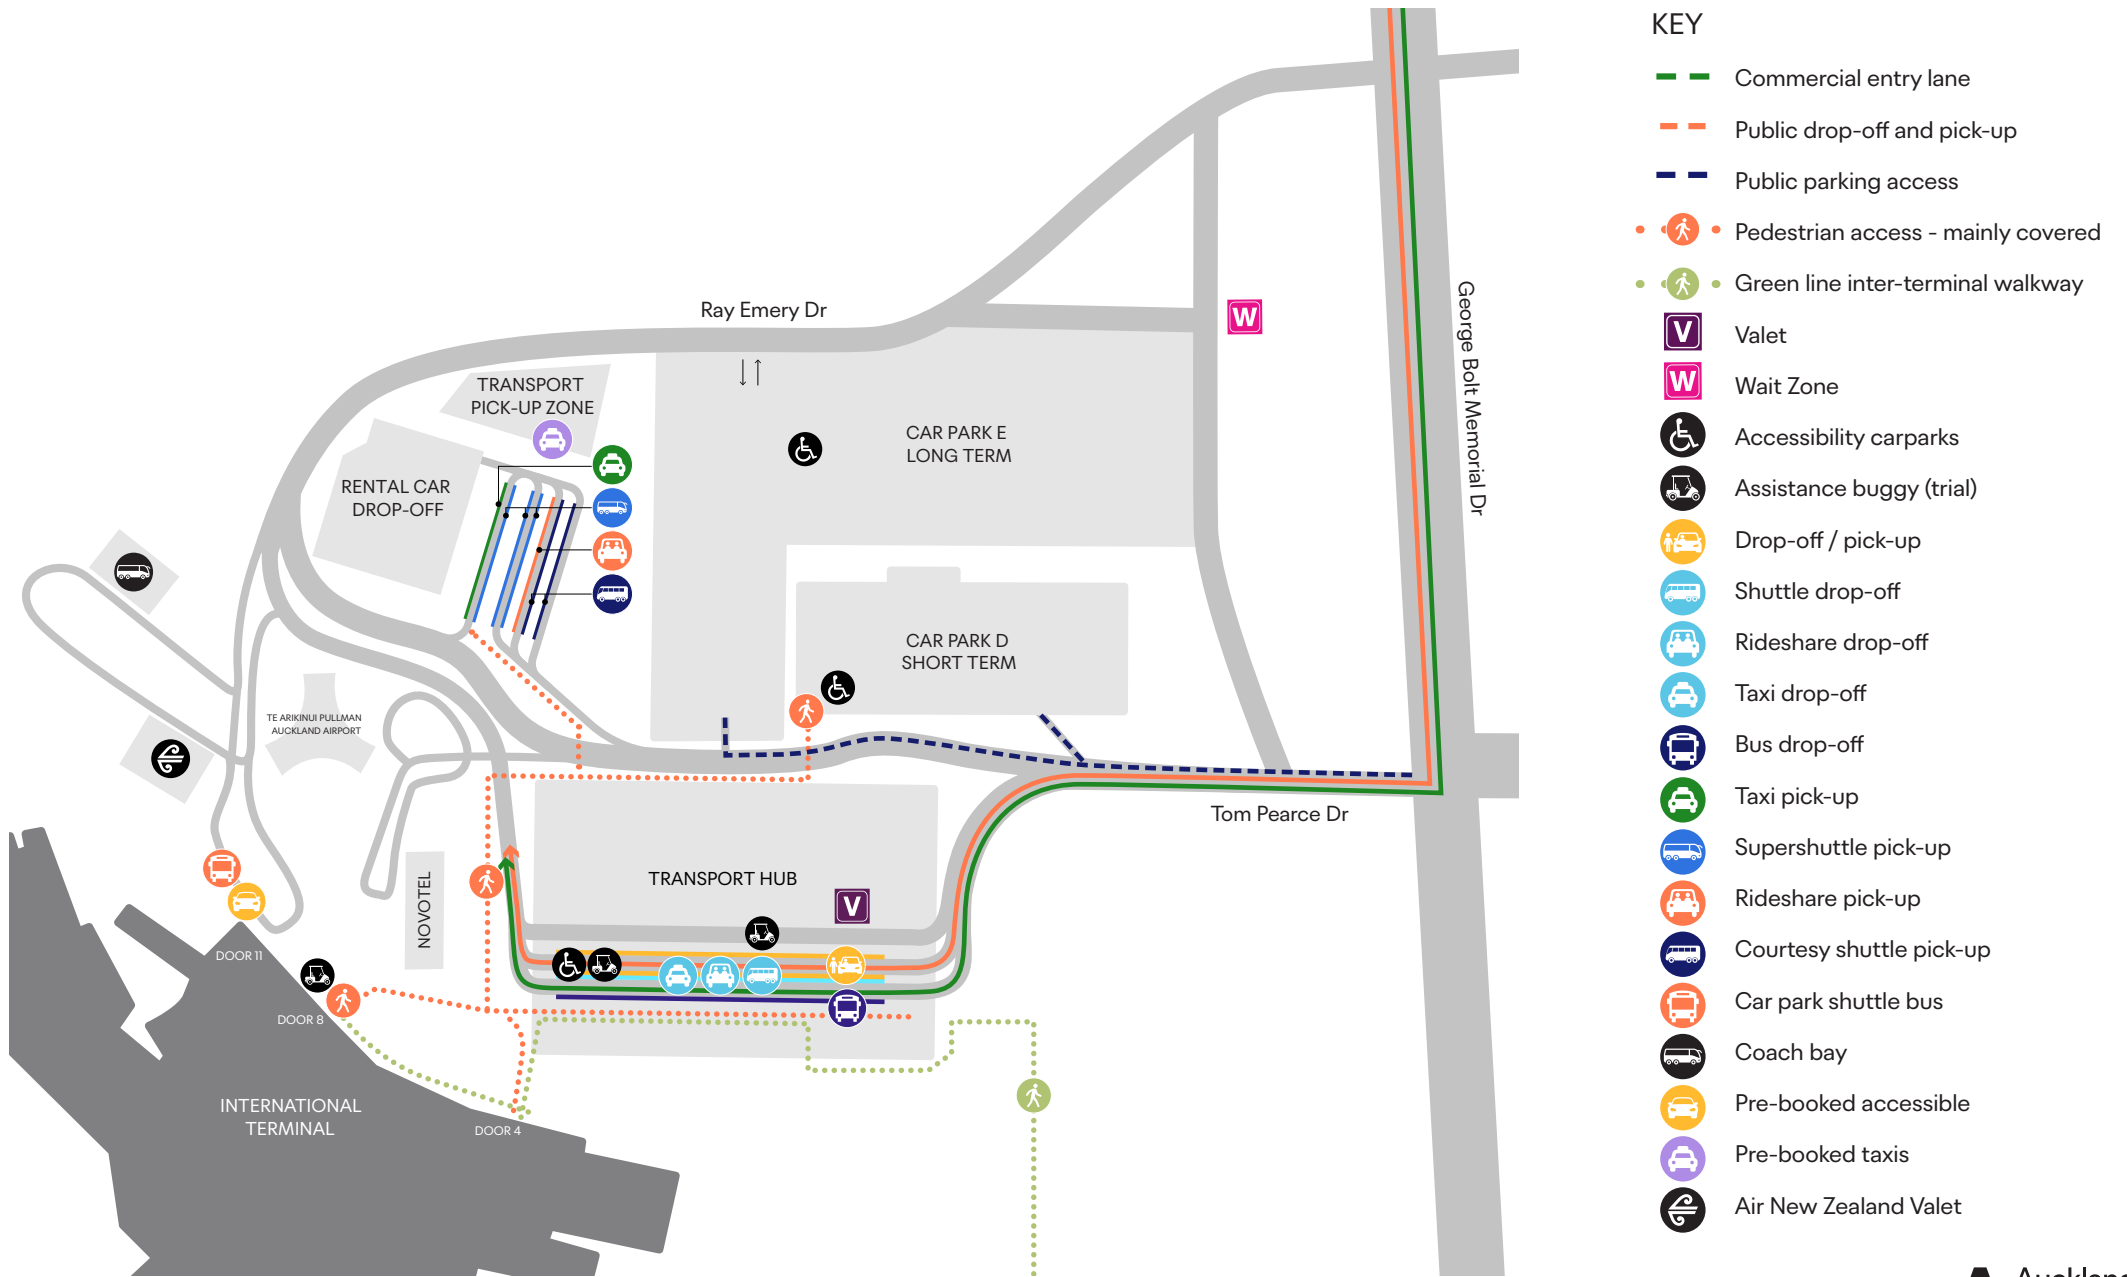 KEY
Commercial entry lane
Public drop-off and pick-up
Public parking access
Pedestrian access - mainly covered
Green line inter-terminal walkway
V
Valet
W
Wait Zone
Accessibility carparks
Assistance buggy (trial)
Drop-off / pick-up
Shuttle drop-off
Rideshare drop-off
Taxi drop-off
Bus drop-off
Taxi pick-up
Supershuttle pick-up
Rideshare pick-up
Courtesy shuttle pick-up
Car park shuttle bus
Coach bay
Pre-booked accessible
Pre-booked taxis
Air New Zealand Valet
George Bolt Memorial Dr
Ray Emery Dr
W
TRANSPORT
PICK-UP ZONE
CAR PARK E
LONG TERM
RENTAL CAR
DROP-OFF
CAR PARK D
SHORT TERM
TE ARIKINUI PULLMAN
AUCKLAND AIRPORT
Tom Pearce Dr
TRANSPORT HUB
V
NOVOTEL
DOOR 11
DOOR 8
INTERNATIONAL
TERMINAL
DOOR 4